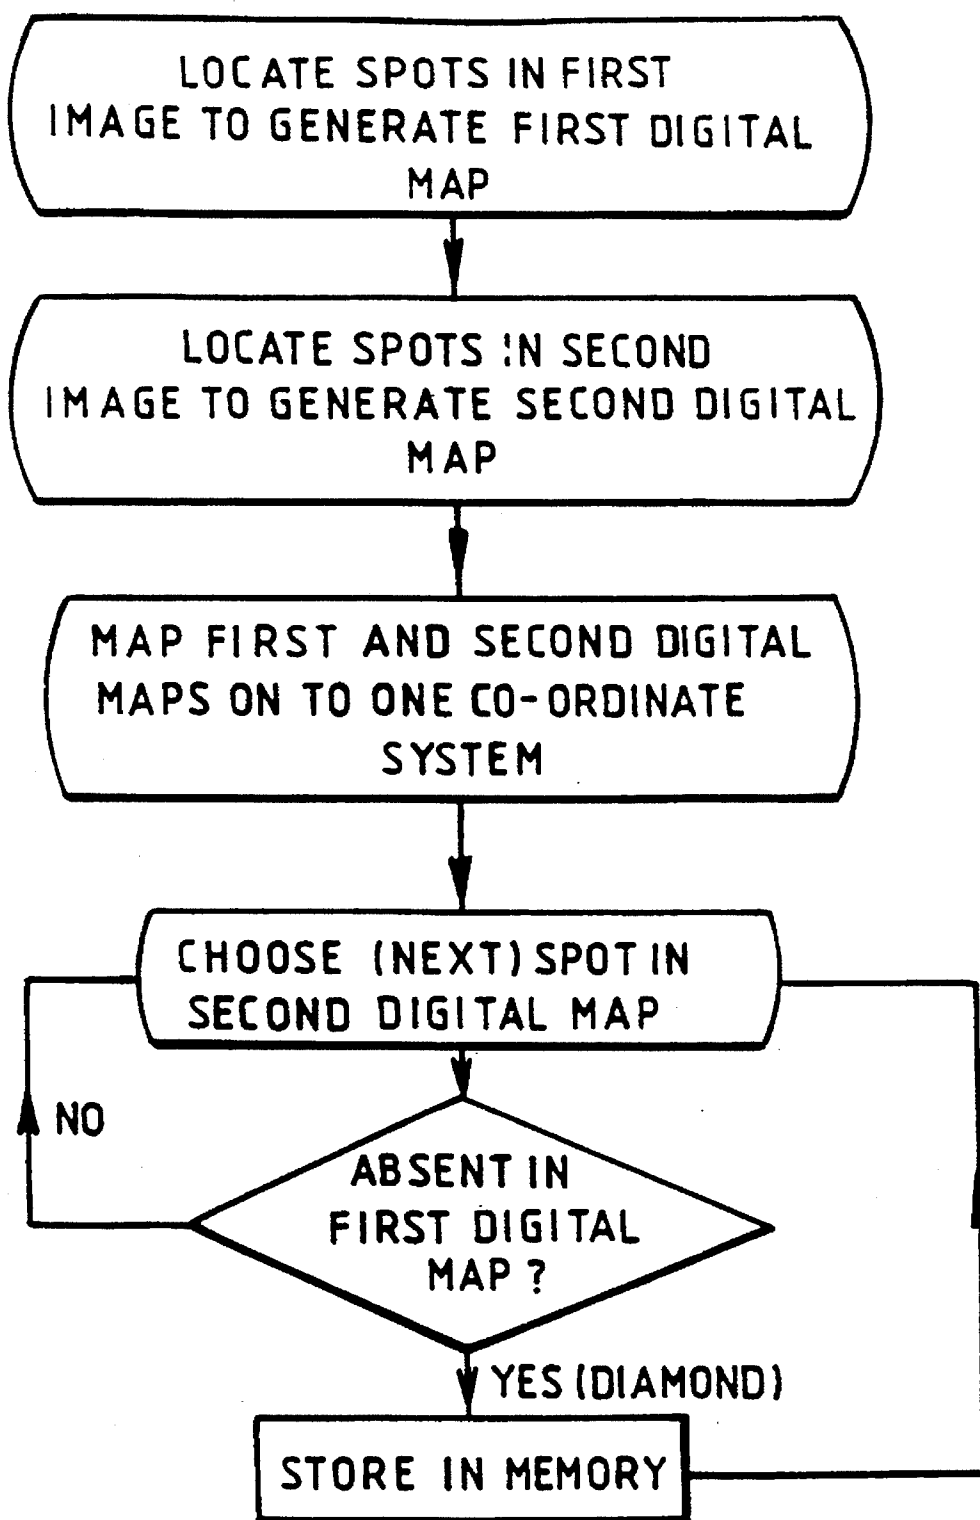 LOCATE SPOTS IN FIRST
IMAGE TO GENERATE FIRST DIGITAL
MAP
LOCATE SPOTS IN SECOND
IMAGE TO GENERATE SECOND DIGITAL
MAP
MAP FIRST AND SECOND DIGITAL
MAPS ON TO ONE CO-ORDINATE
SYSTEM
CHOOSE (NEXT) SPOT IN
SECOND DIGITAL MAP
NO
ABSENT IN
FIRST DIGITAL
MAP ?
YES (DIAMOND)
STORE IN MEMORY